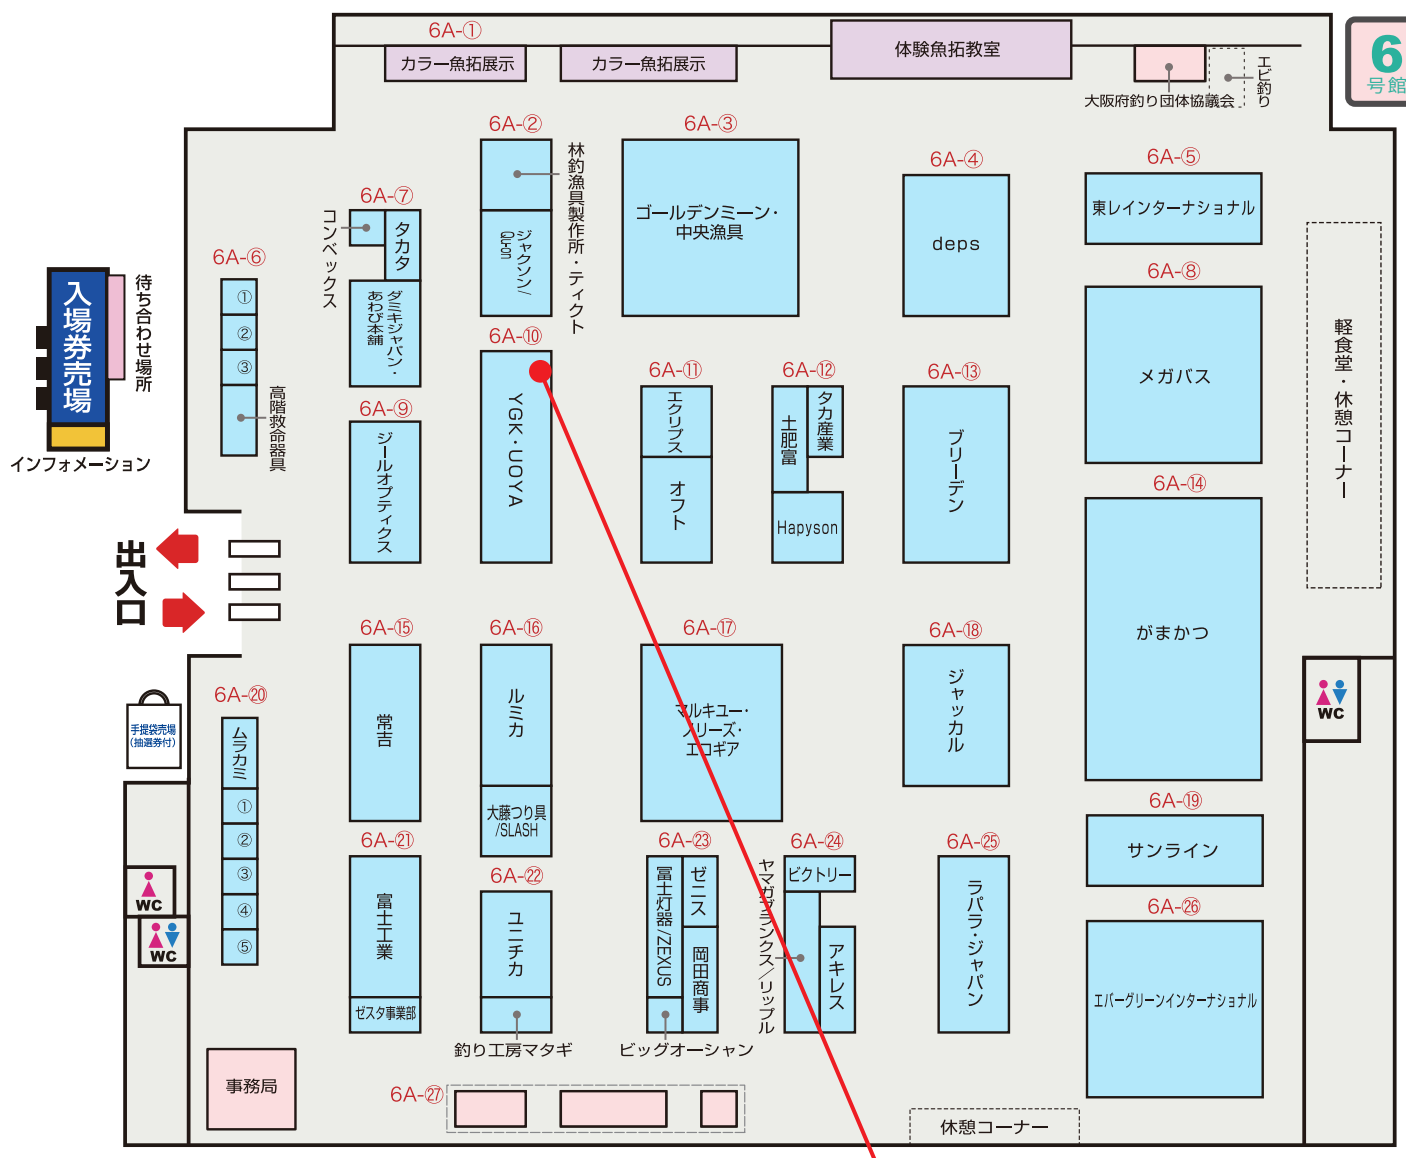 6A-①
カラー魚拓展示
カラー魚拓展示
体験魚拓教室
大阪府釣り団体協議会
エビ釣り
6
号館
6A-②
林釣漁具製作所・ティクト
ジャクソン/
Qu-on
6A-③
ゴールデンミーン・
中央漁具
6A-④
deps
6A-⑤
東レインターナショナル
6A-⑥
①
②
③
高階救命器具
6A-⑦
コンベックス
タカタ
ダミキジャパン・
あわび本舗
6A-⑧
メガバス
軽食堂・休憩コーナー
入場券売場
待ち合わせ場所
インフォメーション
6A-⑨
ジールオプティクス
6A-⑩
YGK・UOYA
6A-⑪
エクリプス
オフト
6A-⑫
土肥富
タカ産業
Hapyson
6A-⑬
ブリーデン
6A-⑭
がまかつ
出入口
6A-⑮
常吉
6A-⑯
ルミカ
大藤つり具
/SLASH
6A-⑰
マルキユー・
ノリーズ・
エコギア
6A-⑱
ジャッカル
6A-⑲
サンライン
WC
手提袋売場
(抽選券付)
6A-⑳
ムラカミ
①
②
③
④
⑤
WC
WC
6A-㉑
富士工業
ゼスタ事業部
6A-㉒
ユニチカ
釣り工房マタギ
6A-㉓
冨士灯器/ZEXUS
ゼニス
岡田商事
ビッグオーシャン
6A-㉔
ビクトリー
ヤマガブランクス/リップル
アキレス
6A-㉕
ラパラ・ジャパン
6A-㉖
エバーグリーンインターナショナル
事務局
6A-㉗
休憩コーナー